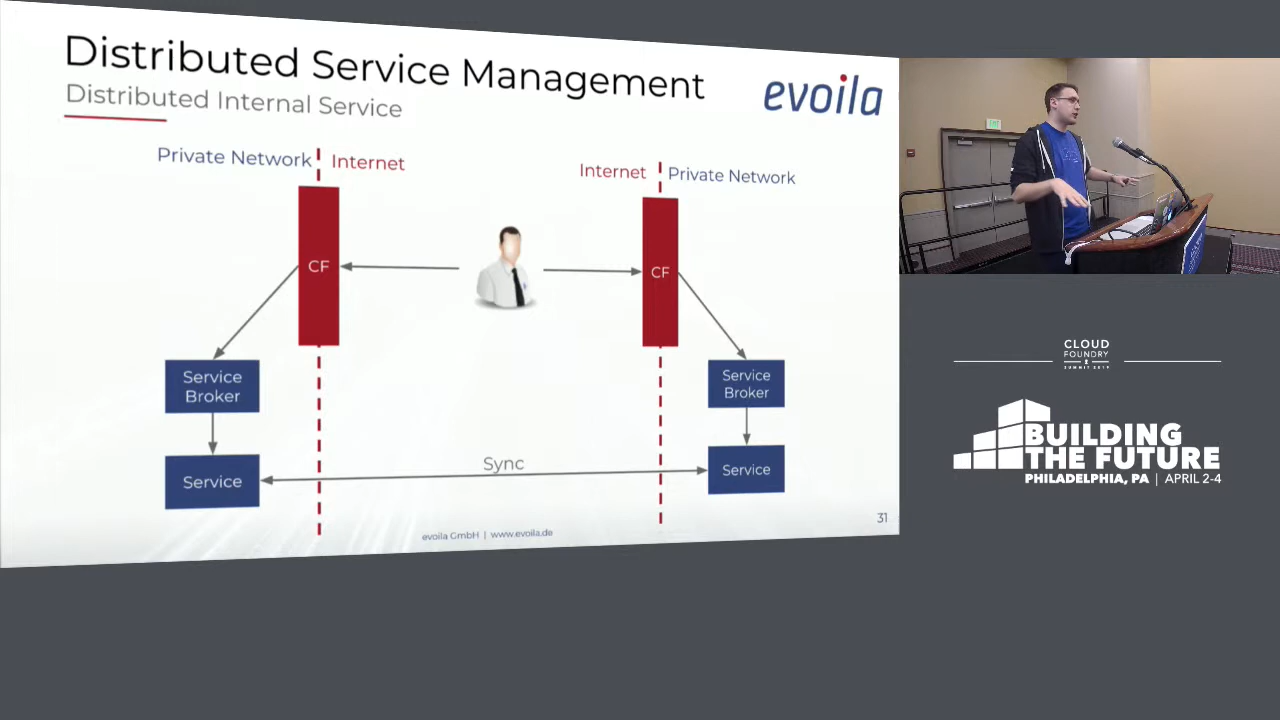 Distributed Service Management
Distributed Internal Service
evoila
Private Network
Internet
Internet
Private Network
CF
CF
Service
Broker
Service
Broker
Service
Sync
Service
evoila GmbH | www.evoila.de
31
CLOUD
FOUNDRY
SUMMIT 2019
BUILDING
THE FUTURE
PHILADELPHIA, PA | APRIL 2-4